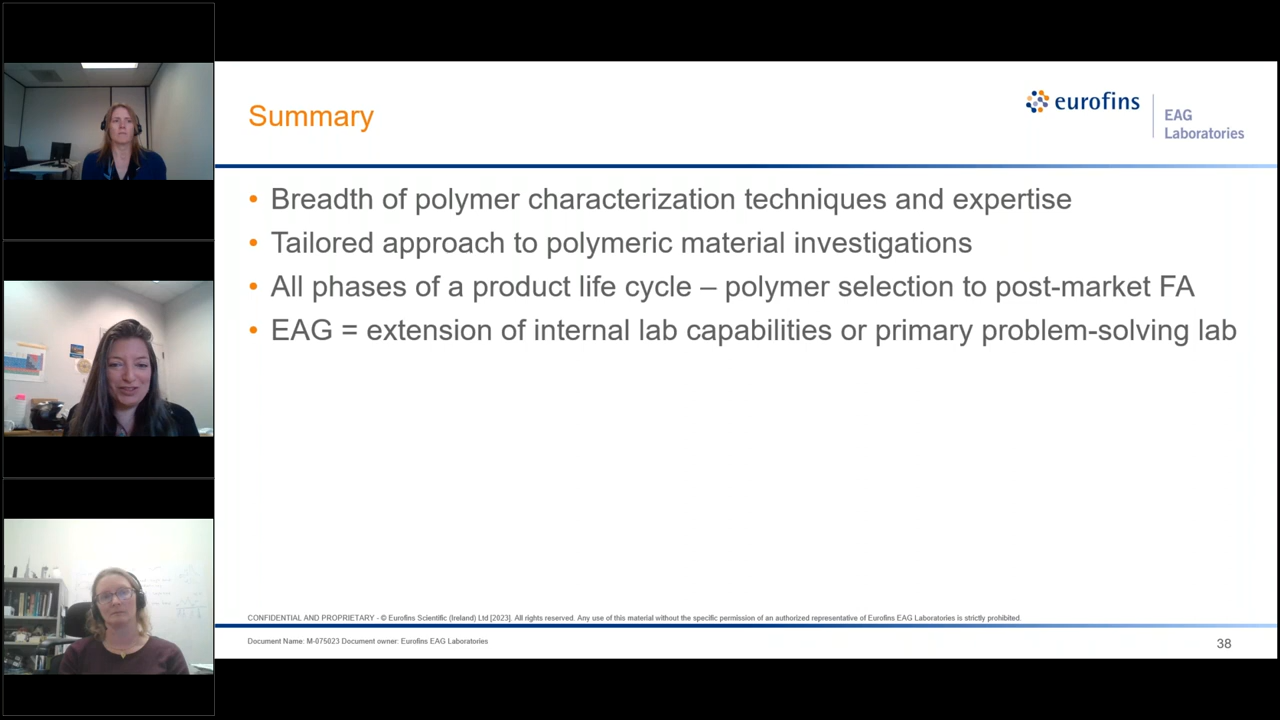 Summary
eurofins
EAG
Laboratories
• Breadth of polymer characterization techniques and expertise
• Tailored approach to polymeric material investigations
• All phases of a product life cycle – polymer selection to post-market FA
• EAG = extension of internal lab capabilities or primary problem-solving lab
CONFIDENTIAL AND PROPRIETARY - © Eurofins Scientific (Ireland) Ltd [2023]. All rights reserved. Any use of this material without the specific permission of an authorized representative of Eurofins EAG Laboratories is strictly prohibited.
Document Name: M-075023 Document owner: Eurofins EAG Laboratories
38